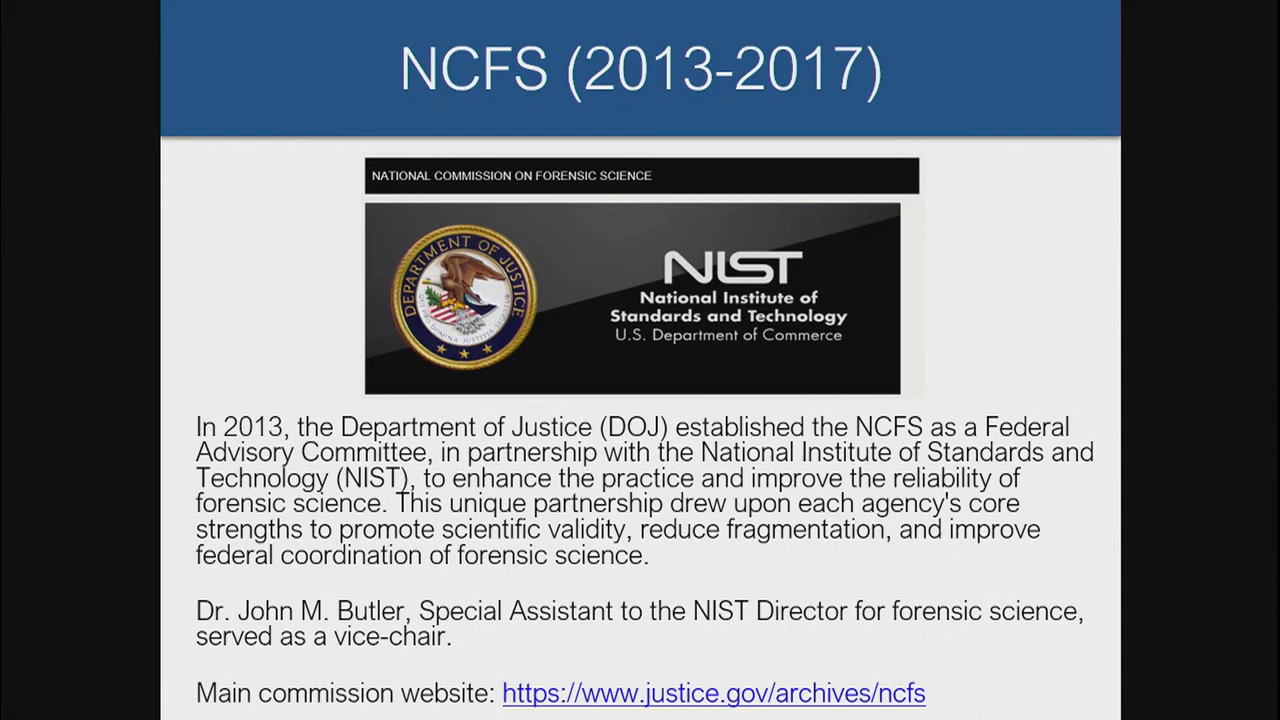 NCFS (2013-2017)
NATIONAL COMMISSION ON FORENSIC SCIENCE
DEPARTMENT OF JUSTICE
QUI PRO DOMINA JUSTITIA SEQUITUR
NIST
National Institute of
Standards and Technology
U.S. Department of Commerce
In 2013, the Department of Justice (DOJ) established the NCFS as a Federal
Advisory Committee, in partnership with the National Institute of Standards and
Technology (NIST), to enhance the practice and improve the reliability of
forensic science. This unique partnership drew upon each agency's core
strengths to promote scientific validity, reduce fragmentation, and improve
federal coordination of forensic science.
Dr. John M. Butler, Special Assistant to the NIST Director for forensic science,
served as a vice-chair.
Main commission website: https://www.justice.gov/archives/ncfs